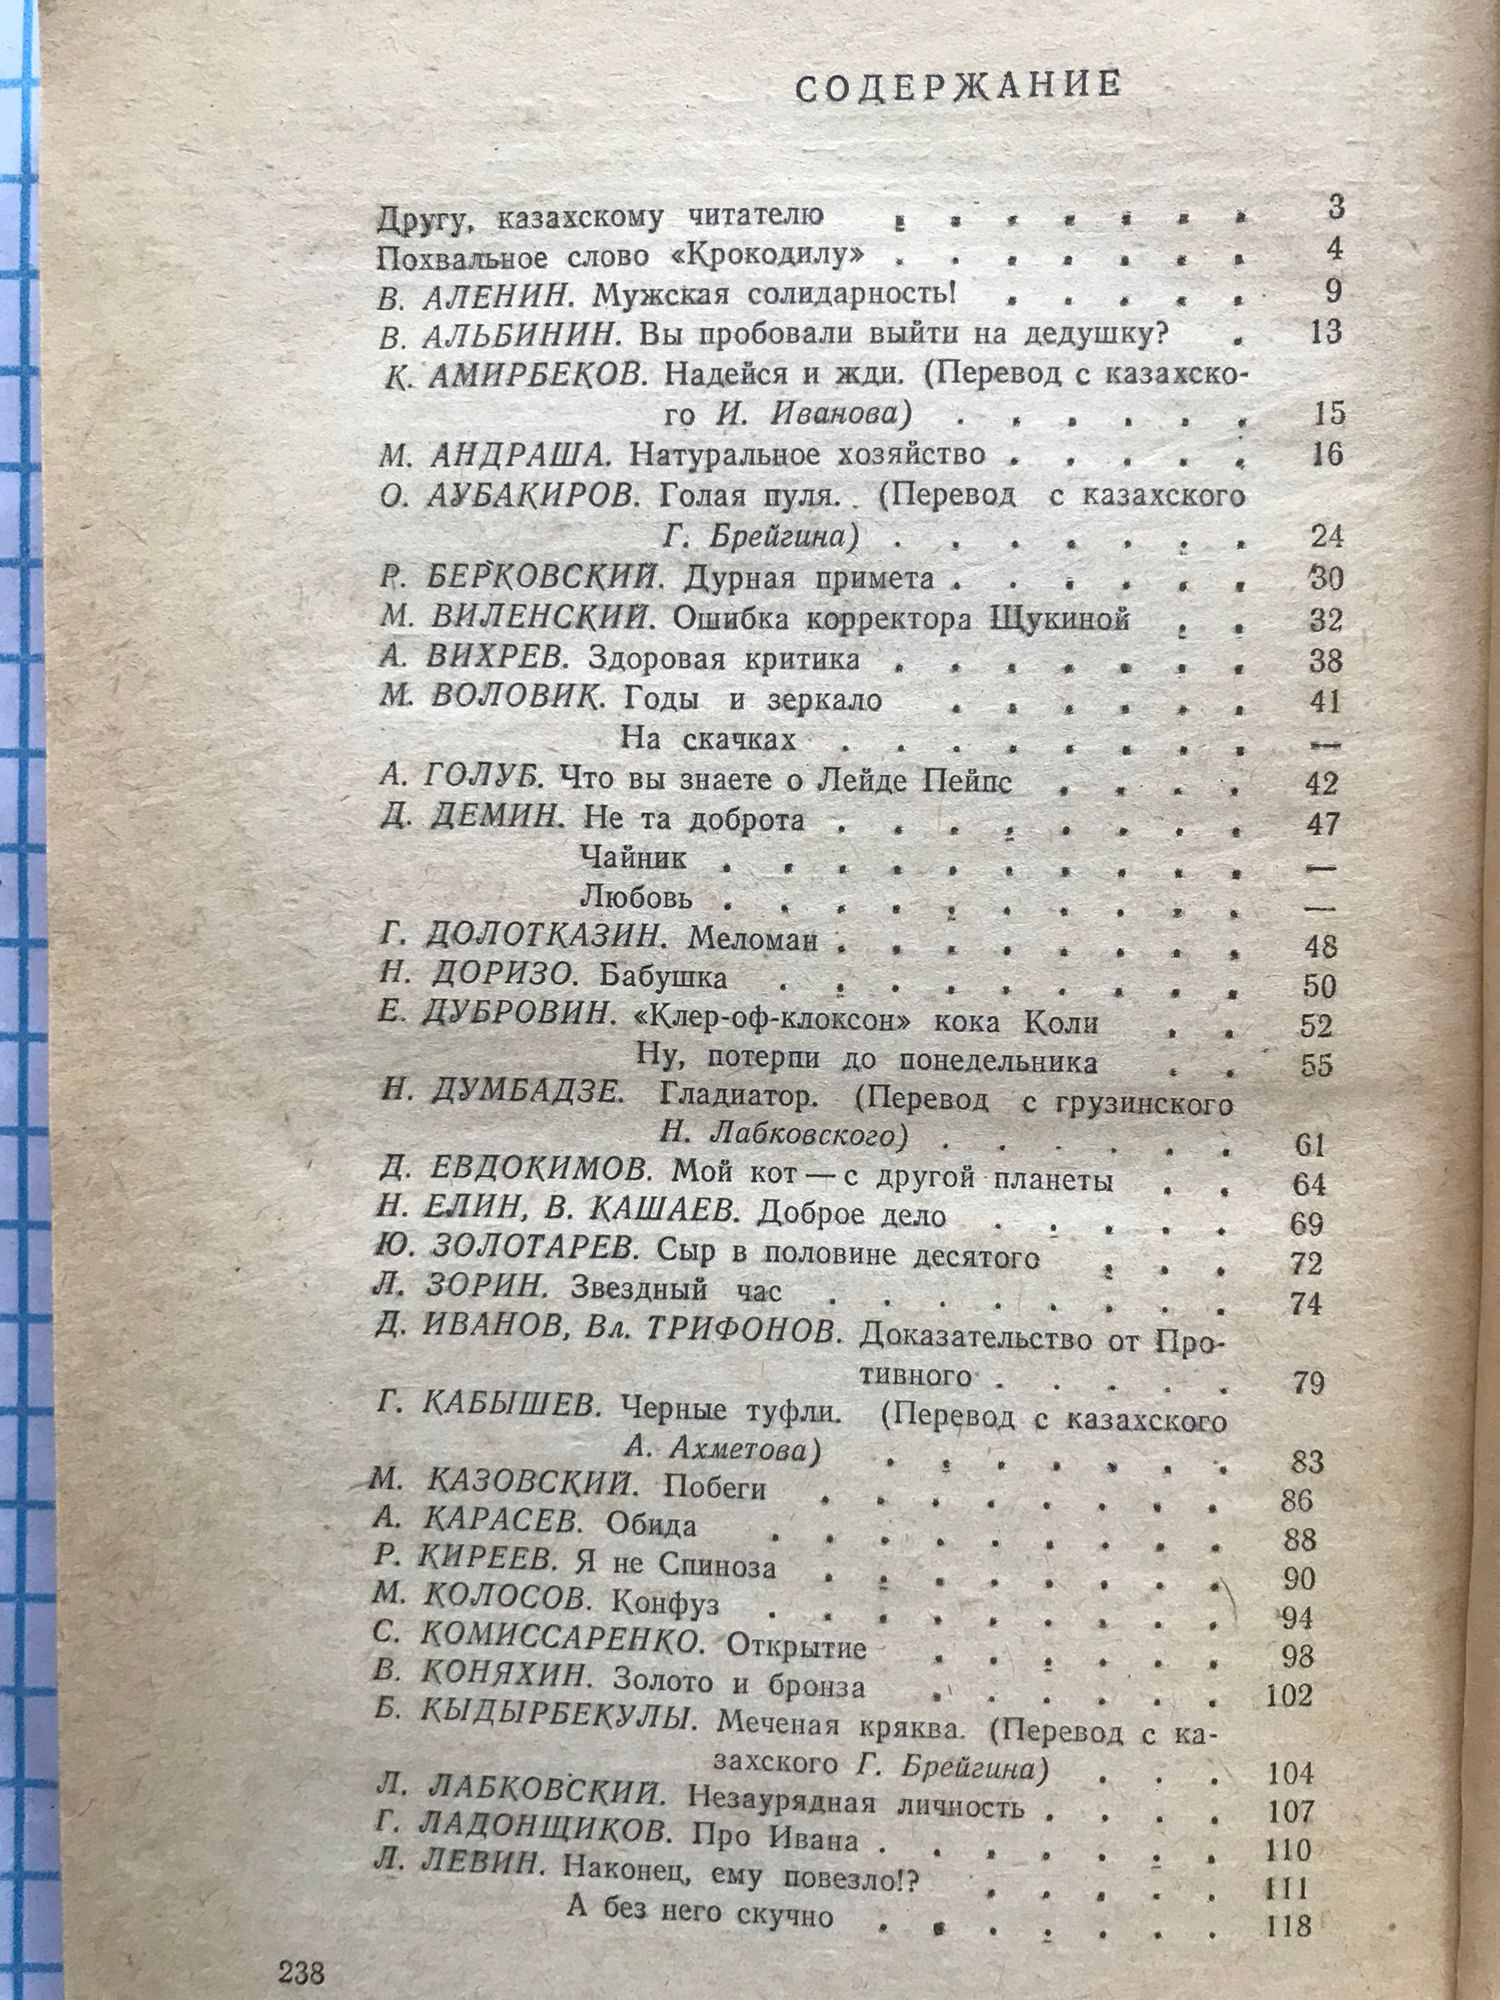 СОДЕРЖАНИЕ
Другу, казахскому читателю . . . . . . . 3
Похвальное слово «Крокодилу» . . . . . . . 4
В. АЛЕНИН. Мужская солидарность! . . . . . 9
В. АЛЬБИНИН. Вы пробовали выйти на дедушку? . 13
К. АМИРБЕКОВ. Надейся и жди. (Перевод с казахско-
го И. Иванова) . . . . . . 15
М. АНДРАША. Натуральное хозяйство . . . . . 16
О. АУБАКИРОВ. Голая пуля. . (Перевод с казахского
Г. Брейгина) . . . . . . . 24
Р. БЕРКОВСКИЙ. Дурная примета . . . . . . 30
М. ВИЛЕНСКИЙ. Ошибка корректора Щукиной . . 32
А. ВИХРЕВ. Здоровая критика . . . . . . . 38
М. ВОЛОВИК. Годы и зеркало . . . . . . 41
На скачках . . . . . . . . —
А. ГОЛУБ. Что вы знаете о Лейде Пейпс . . . . 42
Д. ДЕМИН. Не та доброта . . . . . . . . 47
Чайник . . . . . . . . . . —
Любовь . . . . . . . . . . —
Г. ДОЛОТКАЗИН. Меломан . . . . . . . . 48
Н. ДОРИЗО. Бабушка . . . . . . . . . 50
Е. ДУБРОВИН. «Клер-оф-клоксон» кока Коли . . 52
Ну, потерпи до понедельника . . 55
Н. ДУМБАДЗЕ. Гладиатор. (Перевод с грузинского
Н. Лабковского) . . . . . . 61
Д. ЕВДОКИМОВ. Мой кот — с другой планеты . . 64
Н. ЕЛИН, В. КАШАЕВ. Доброе дело . . . . . 69
Ю. ЗОЛОТАРЕВ. Сыр в половине десятого . . . 72
Л. ЗОРИН. Звездный час . . . . . . . . 74
Д. ИВАНОВ, Вл. ТРИФОНОВ. Доказательство от Про-
тивного . . . . . 79
Г. КАБЫШЕВ. Черные туфли. (Перевод с казахского
А. Ахметова) . . . . . . . 83
М. КАЗОВСКИЙ. Побеги . . . . . . . . 86
А. КАРАСЕВ. Обида . . . . . . . . . 88
Р. КИРЕЕВ. Я не Спиноза . . . . . . . . 90
М. КОЛОСОВ. Конфуз . . . . . . . . . 94
С. КОМИССАРЕНКО. Открытие . . . . . . 98
В. КОНЯХИН. Золото и бронза . . . . . . 102
Б. КЫДЫРБЕКУЛЫ. Меченая кряква. (Перевод с ка-
захского Г. Брейгина) . . . 104
Л. ЛАБКОВСКИЙ. Незаурядная личность . . . . 107
Г. ЛАДОНЩИКОВ. Про Ивана . . . . . . . 110
Л. ЛЕВИН. Наконец, ему повезло!? . . . . . 111
А без него скучно . . . . . . . 118
238